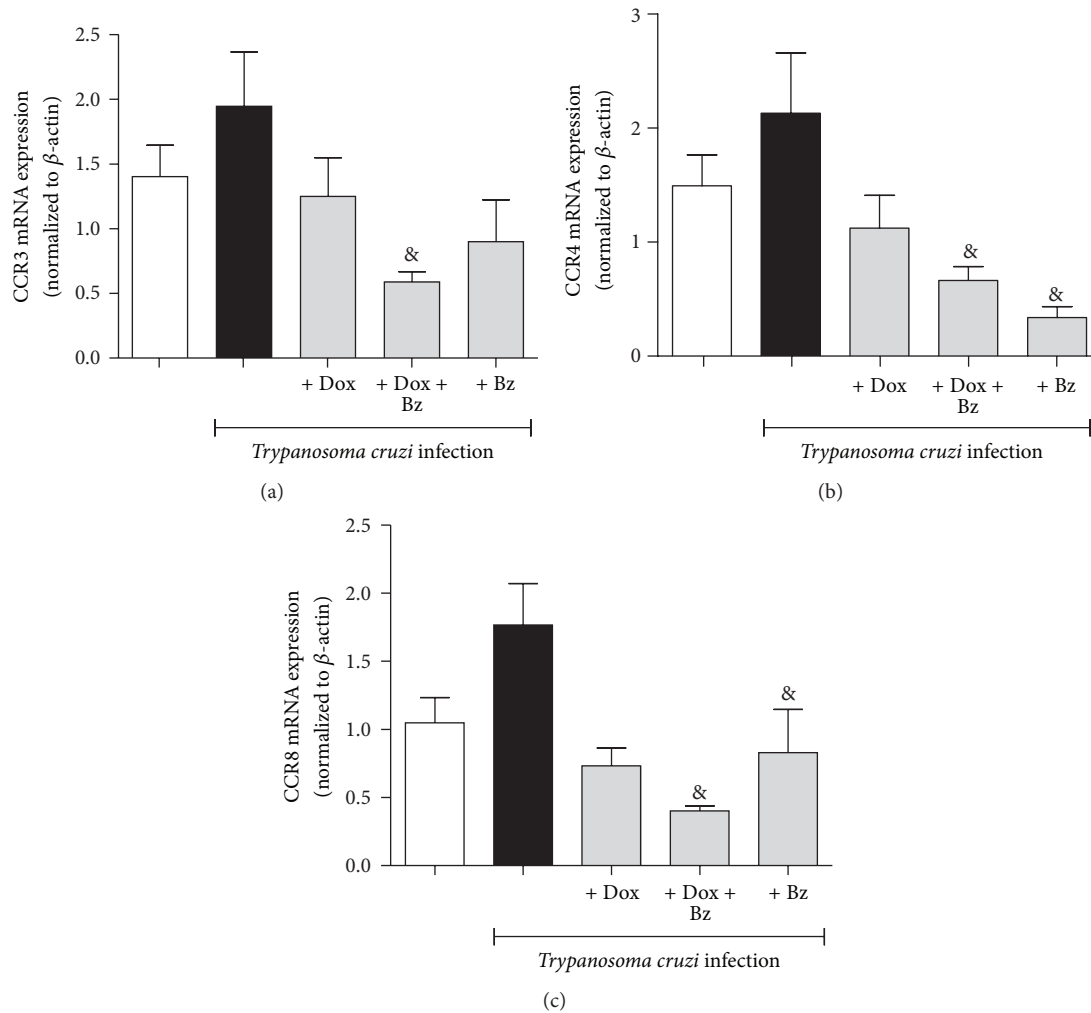 CCR3 mRNA expression
(normalized to β-actin)
2.5
2.0
1.5
1.0
0.5
0.0
&
+ Dox
+ Dox +
Bz
+ Bz
Trypanosoma cruzi infection
(a)
CCR4 mRNA expression
(normalized to β-actin)
3
2
1
0
&
&
+ Dox
+ Dox +
Bz
+ Bz
Trypanosoma cruzi infection
(b)
CCR8 mRNA expression
(normalized to β-actin)
2.5
2.0
1.5
1.0
0.5
0.0
&
&
+ Dox
+ Dox +
Bz
+ Bz
Trypanosoma cruzi infection
(c)